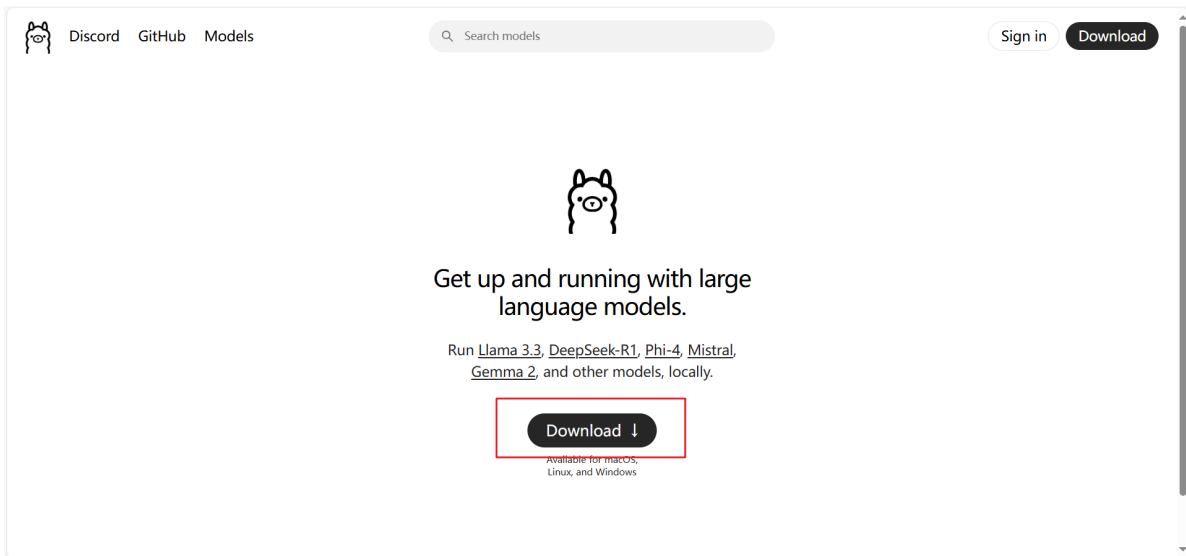 Discord GitHub Models Search models Sign in Download
Get up and running with large
language models.
Run Llama 3.3, DeepSeek-R1, Phi-4, Mistral,
Gemma 2, and other models, locally.
Download ↓
Available for macOS,
Linux, and Windows